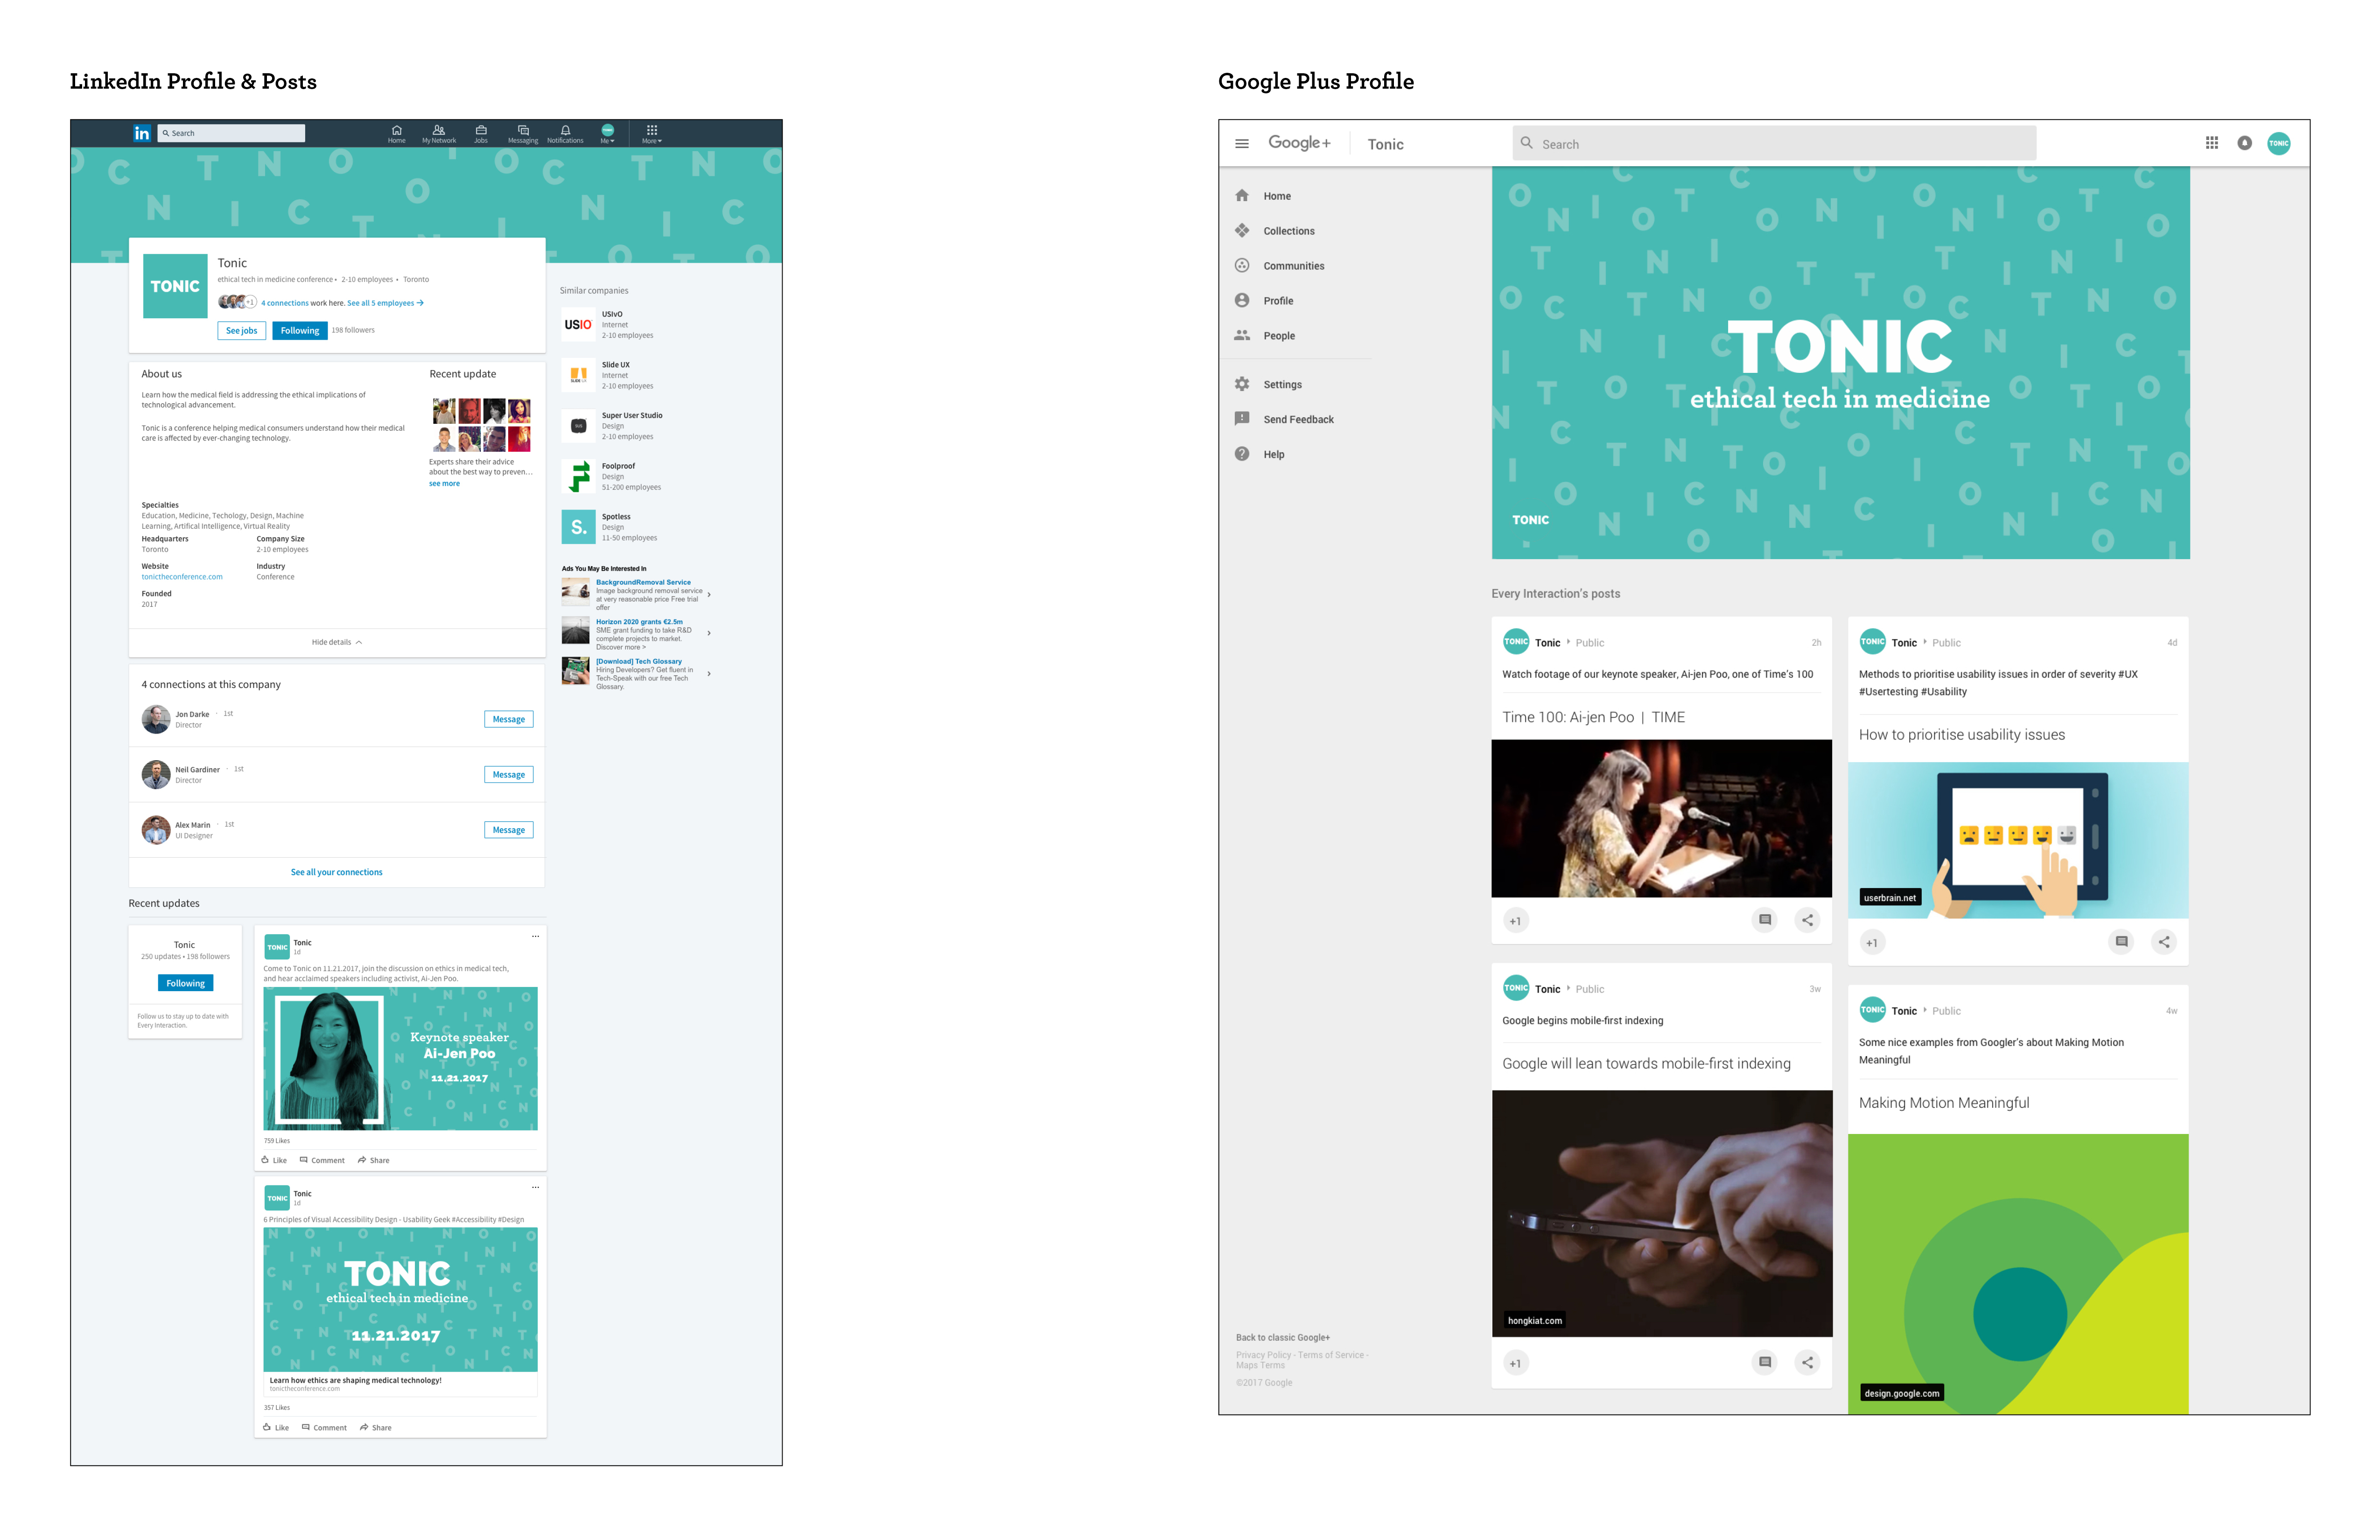 LinkedIn Profile & Posts
in
Search
Home
My Network
Jobs
Messaging
Notifications
Me
More
TONIC
Tonic
ethical tech in medicine conference • 2-10 employees • Toronto
+1
4 connections work here. See all 5 employees →
See jobs
Following
198 followers
About us
Learn how the medical field is addressing the ethical implications of
technological advancement.
Tonic is a conference helping medical consumers understand how their medical
care is affected by ever-changing technology.
Recent update
Experts share their advice
about the best way to preven…
see more
Specialties
Education, Medicine, Techology, Design, Machine
Learning, Artifical Intelligence, Virtual Reality
Headquarters
Toronto
Company Size
2-10 employees
Website
tonictheconference.com
Industry
Conference
Founded
2017
Hide details
4 connections at this company
Jon Darke · 1st
Director
Message
Neil Gardiner · 1st
Director
Message
Alex Marin · 1st
UI Designer
Message
See all your connections
Similar companies
USIO
USIvO
Internet
2-10 employees
Slide UX
Internet
2-10 employees
Super User Studio
Design
2-10 employees
Foolproof
Design
51-200 employees
S.
Spotless
Design
11-50 employees
Ads You May Be Interested In
BackgroundRemoval Service
Image background removal service
at very reasonable price Free trial
offer
Horizon 2020 grants €2.5m
SME grant funding to take R&D
complete projects to market.
Discover more >
[Download] Tech Glossary
Hiring Developers? Get fluent in
Tech-Speak with our free Tech
Glossary.
Recent updates
Tonic
250 updates • 198 followers
Following
Follow us to stay up to date with
Every Interaction.
TONIC
Tonic
1d
...
Come to Tonic on 11.21.2017, join the discussion on ethics in medical tech,
and hear acclaimed speakers including activist, Ai-Jen Poo.
Keynote speaker
Ai-Jen Poo
11.21.2017
759 Likes
Like
Comment
Share
TONIC
Tonic
1d
...
6 Principles of Visual Accessibility Design - Usability Geek #Accessibility #Design
TONIC
ethical tech in medicine
11.21.2017
Learn how ethics are shaping medical technology!
tonictheconference.com
357 Likes
Like
Comment
Share
Google Plus Profile
Google+
Tonic
Search
TONIC
Home
Collections
Communities
Profile
People
Settings
Send Feedback
Help
TONIC
ethical tech in medicine
TONIC
Every Interaction's posts
TONIC
Tonic
Public
2h
Watch footage of our keynote speaker, Ai-jen Poo, one of Time's 100
Time 100: Ai-jen Poo | TIME
+1
TONIC
Tonic
Public
4d
Methods to prioritise usability issues in order of severity #UX
#Usertesting #Usability
How to prioritise usability issues
userbrain.net
+1
TONIC
Tonic
Public
3w
Google begins mobile-first indexing
Google will lean towards mobile-first indexing
hongkiat.com
+1
TONIC
Tonic
Public
4w
Some nice examples from Googler's about Making Motion
Meaningful
Making Motion Meaningful
design.google.com
Back to classic Google+
Privacy Policy - Terms of Service -
Maps Terms
©2017 Google